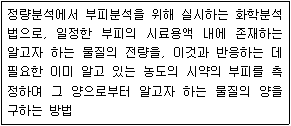 정량분석에서 부피분석을 위해 실시하는 화학분석
법으로, 일정한 부피의 시료용액 내에 존재하는
알고자 하는 물질의 전량을, 이것과 반응하는 데
필요한 이미 알고 있는 농도의 시약의 부피를 측
정하여 그 양으로부터 알고자 하는 물질의 양을
구하는 방법